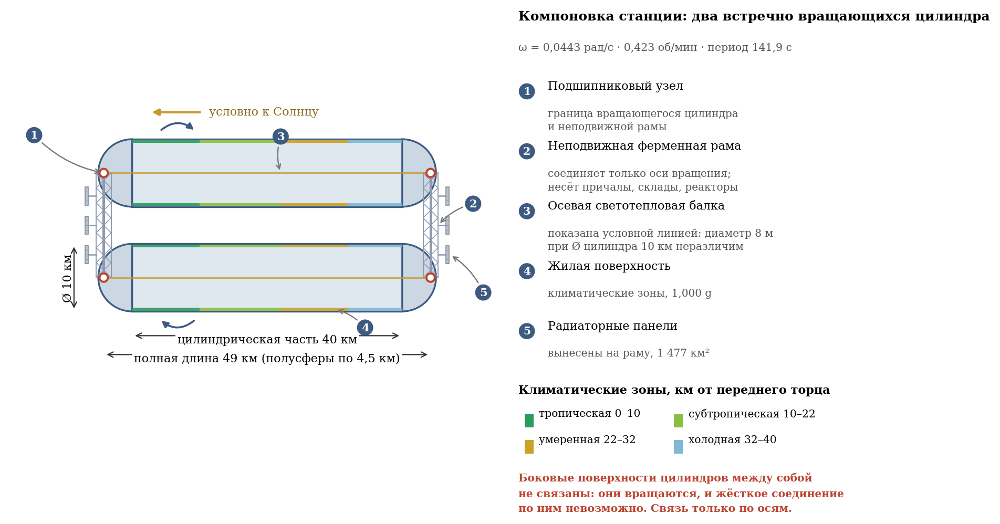 Компоновка станции: два встречно вращающихся цилиндра
ω = 0,0443 рад/с · 0,423 об/мин · период 141,9 с
условно к Солнцу
1
3
2
5
4
Ø 10 км
цилиндрическая часть 40 км
полная длина 49 км (полусферы по 4,5 км)
1 Подшипниковый узел
граница вращающегося цилиндра
и неподвижной рамы
2 Неподвижная ферменная рама
соединяет только оси вращения;
несёт причалы, склады, реакторы
3 Осевая светотепловая балка
показана условной линией: диаметр 8 м
при Ø цилиндра 10 км неразличим
4 Жилая поверхность
климатические зоны, 1,000 g
5 Радиаторные панели
вынесены на раму, 1 477 км²
Климатические зоны, км от переднего торца
тропическая 0–10
субтропическая 10–22
умеренная 22–32
холодная 32–40
Боковые поверхности цилиндров между собой
не связаны: они вращаются, и жёсткое соединение
по ним невозможно. Связь только по осям.